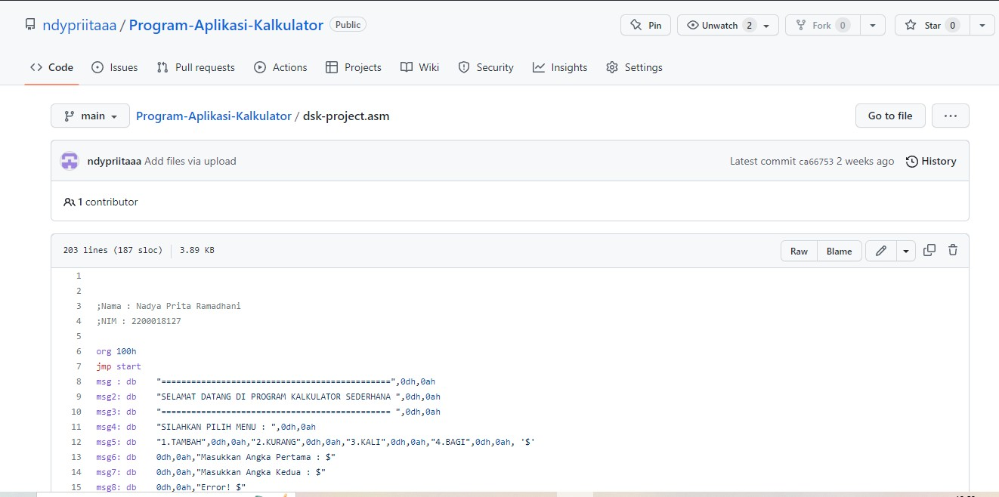 ndypriitaaa / Program-Aplikasi-Kalkulator Public
Pin Unwatch 2 Fork 0 Star 0
Code Issues Pull requests Actions Projects Wiki Security Insights Settings
main Program-Aplikasi-Kalkulator / dsk-project.asm Go to file ...
ndypriitaaa Add files via upload Latest commit ca66753 2 weeks ago History
1 contributor
203 lines (187 sloc) 3.89 KB Raw Blame
1
2
3 ;Nama : Nadya Prita Ramadhani
4 ;NIM : 2200018127
5
6 org 100h
7 jmp start
8 msg : db "==============================================",0dh,0ah
9 msg2: db "SELAMAT DATANG DI PROGRAM KALKULATOR SEDERHANA ",0dh,0ah
10 msg3: db "============================================== ",0dh,0ah
11 msg4: db "SILAHKAN PILIH MENU : ",0dh,0ah
12 msg5: db "1.TAMBAH",0dh,0ah,"2.KURANG",0dh,0ah,"3.KALI",0dh,0ah,"4.BAGI",0dh,0ah, '$'
13 msg6: db 0dh,0ah,"Masukkan Angka Pertama : $"
14 msg7: db 0dh,0ah,"Masukkan Angka Kedua : $"
15 msg8: db 0dh,0ah,"Error! $"